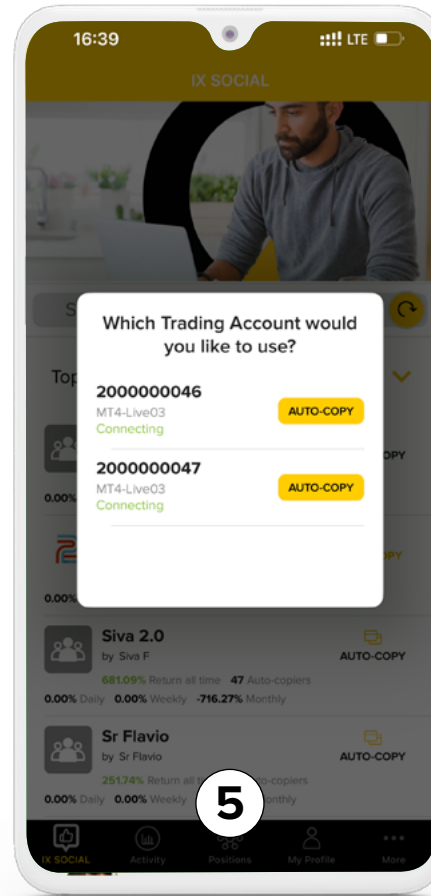 16:39
LTE
IX SOCIAL
S
Which Trading Account would
you like to use?
Top
2000000046
MT4-Live03
Connecting
AUTO-COPY
OPY
0.00%
2000000047
MT4-Live03
Connecting
AUTO-COPY
OPY
0.00%
Siva 2.0
by Siva F
AUTO-COPY
681.09% Return all time 47 Auto-copiers
0.00% Daily 0.00% Weekly -716.27% Monthly
Sr Flavio
by Sr Flavio
AUTO-COPY
251.74% Return all
0.00% Daily 0.00% Weekly
5
IX SOCIAL Activity Positions My Profile More